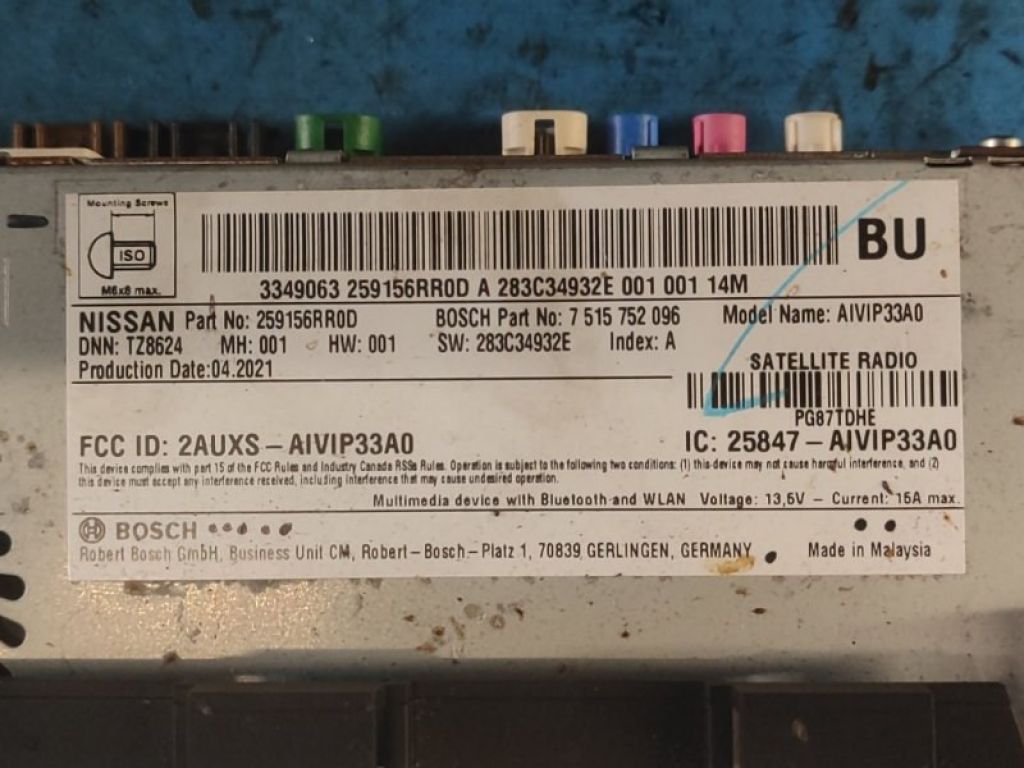 Mounting Screws
ISO
M6x8 max.
BU
3349063 259156RR0D A 283C34932E 001 001 14M
NISSAN Part No: 259156RR0D BOSCH Part No: 7 515 752 096 Model Name: AIVIP33A0
DNN: TZ8624 MH: 001 HW: 001 SW: 283C34932E Index: A
Production Date:04.2021
SATELLITE RADIO
PG87TDHE
FCC ID: 2AUXS-AIVIP33A0 IC: 25847-AIVIP33A0
This device complies with part 15 of the FCC Rules and Industry Canada RSSs Rules. Operation is subject to the following two conditions: (1) this device may not cause harmful interference, and (2)
this device must accept any interference received, including interference that may cause undesired operation.
Multimedia device with Bluetooth and WLAN Voltage: 13,5V - Current: 15A max.
BOSCH
Robert Bosch GmbH, Business Unit CM, Robert-Bosch-Platz 1, 70839 GERLINGEN, GERMANY Made in Malaysia